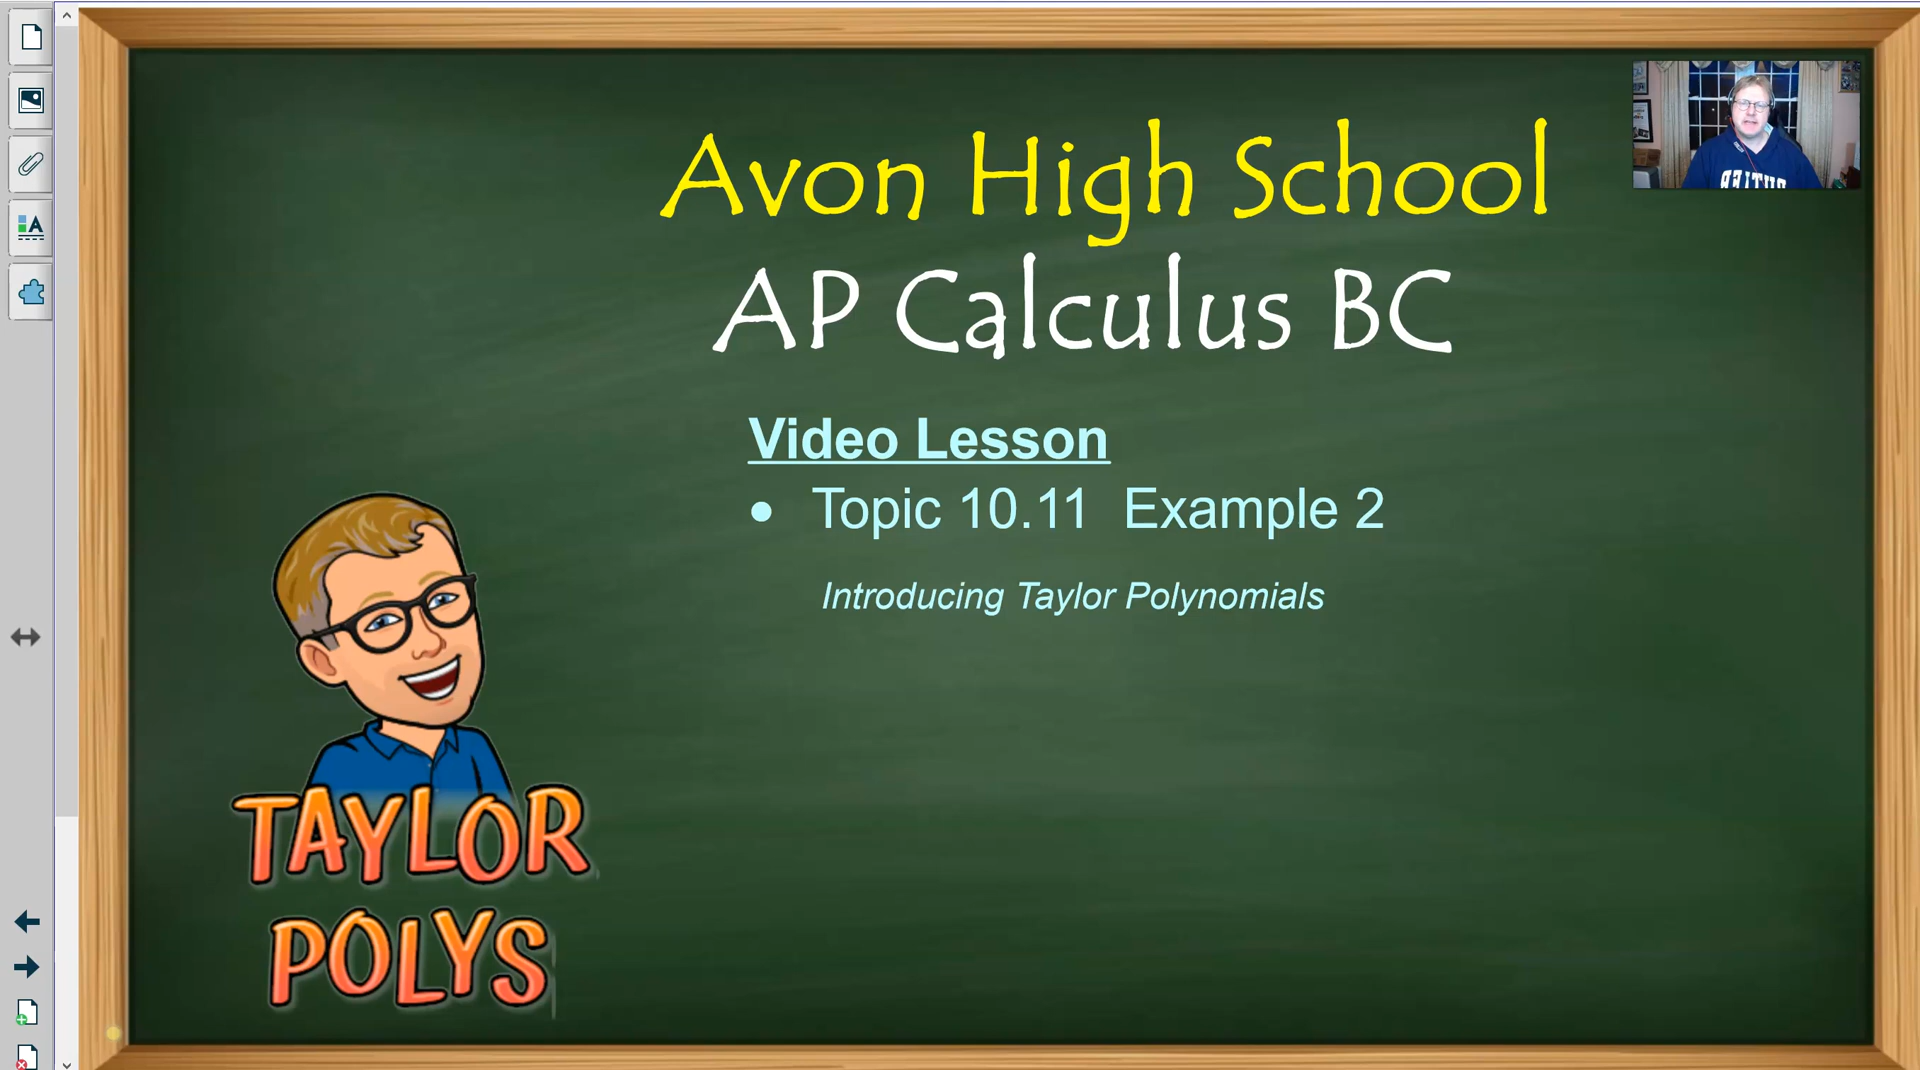 Avon High School
AP Calculus BC
Video Lesson
• Topic 10.11 Example 2
Introducing Taylor Polynomials
TAYLOR
POLYS